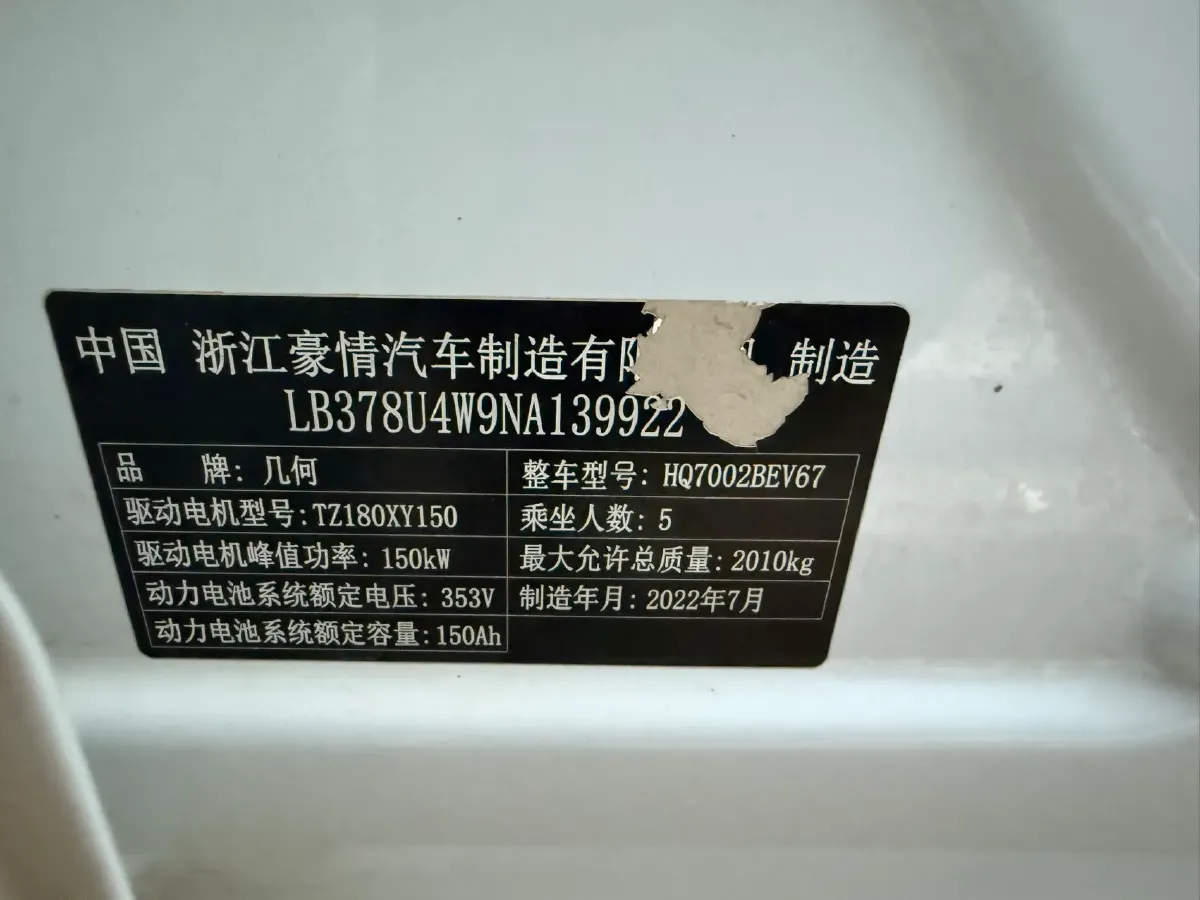 中国 浙江豪情汽车制造有 制造
LB378U4W9NA139922
品 牌: 几何 整车型号: HQ7002BEV67
驱动电机型号:TZ180XY150 乘坐人数: 5
驱动电机峰值功率: 150kW 最大允许总质量: 2010kg
动力电池系统额定电压: 353V 制造年月: 2022年7月
动力电池系统额定容量:150Ah